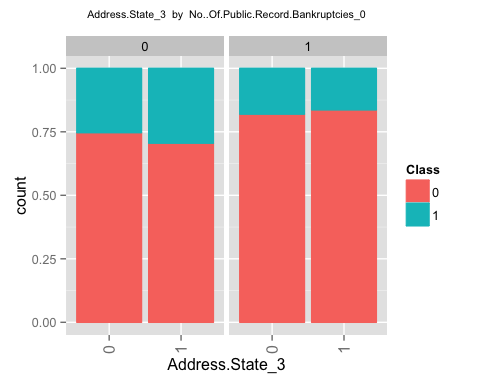 Address.State_3 by No..Of.Public.Record.Bankruptcies_0
0 1
1.00
0.75
0.50
0.25
0.00
count
0 1 0 1
Address.State_3
Class
0
1